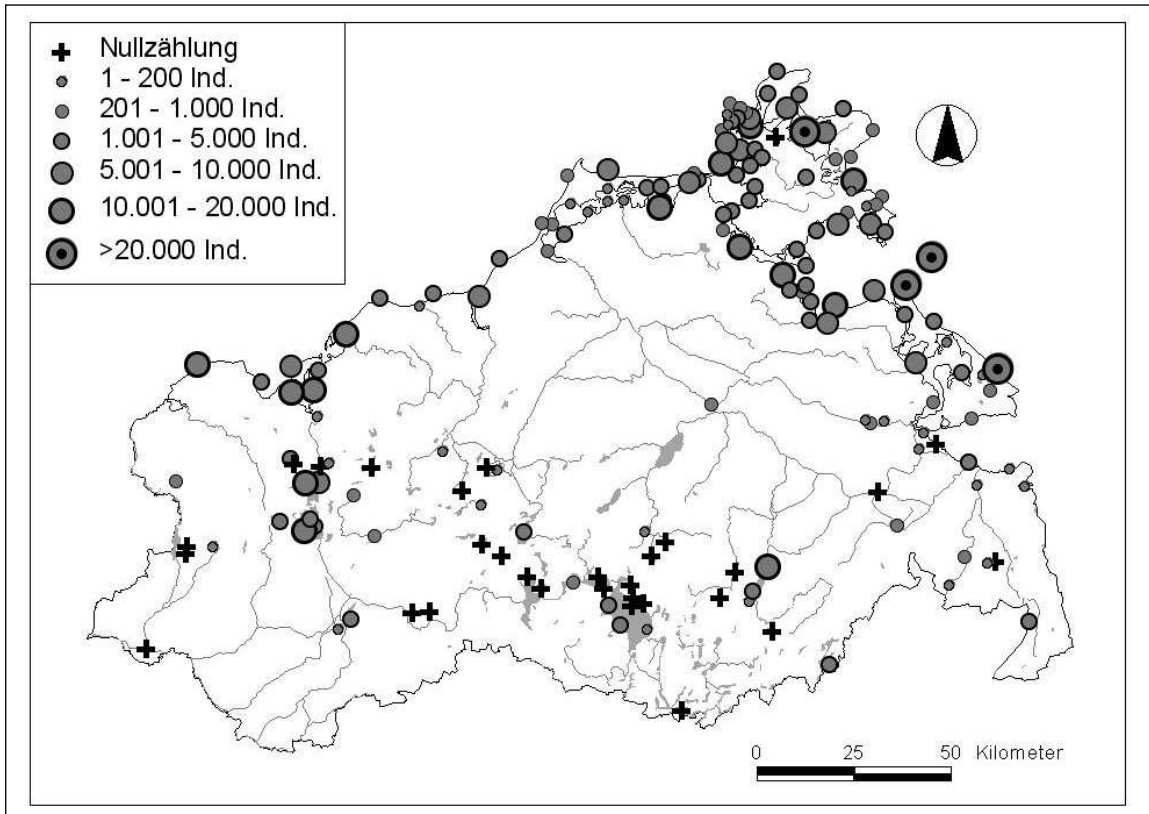 Nullzählung
1 - 200 Ind.
201 - 1.000 Ind.
1.001 - 5.000 Ind.
5.001 - 10.000 Ind.
10.001 - 20.000 Ind.
>20.000 Ind.
0 25 50 Kilometer